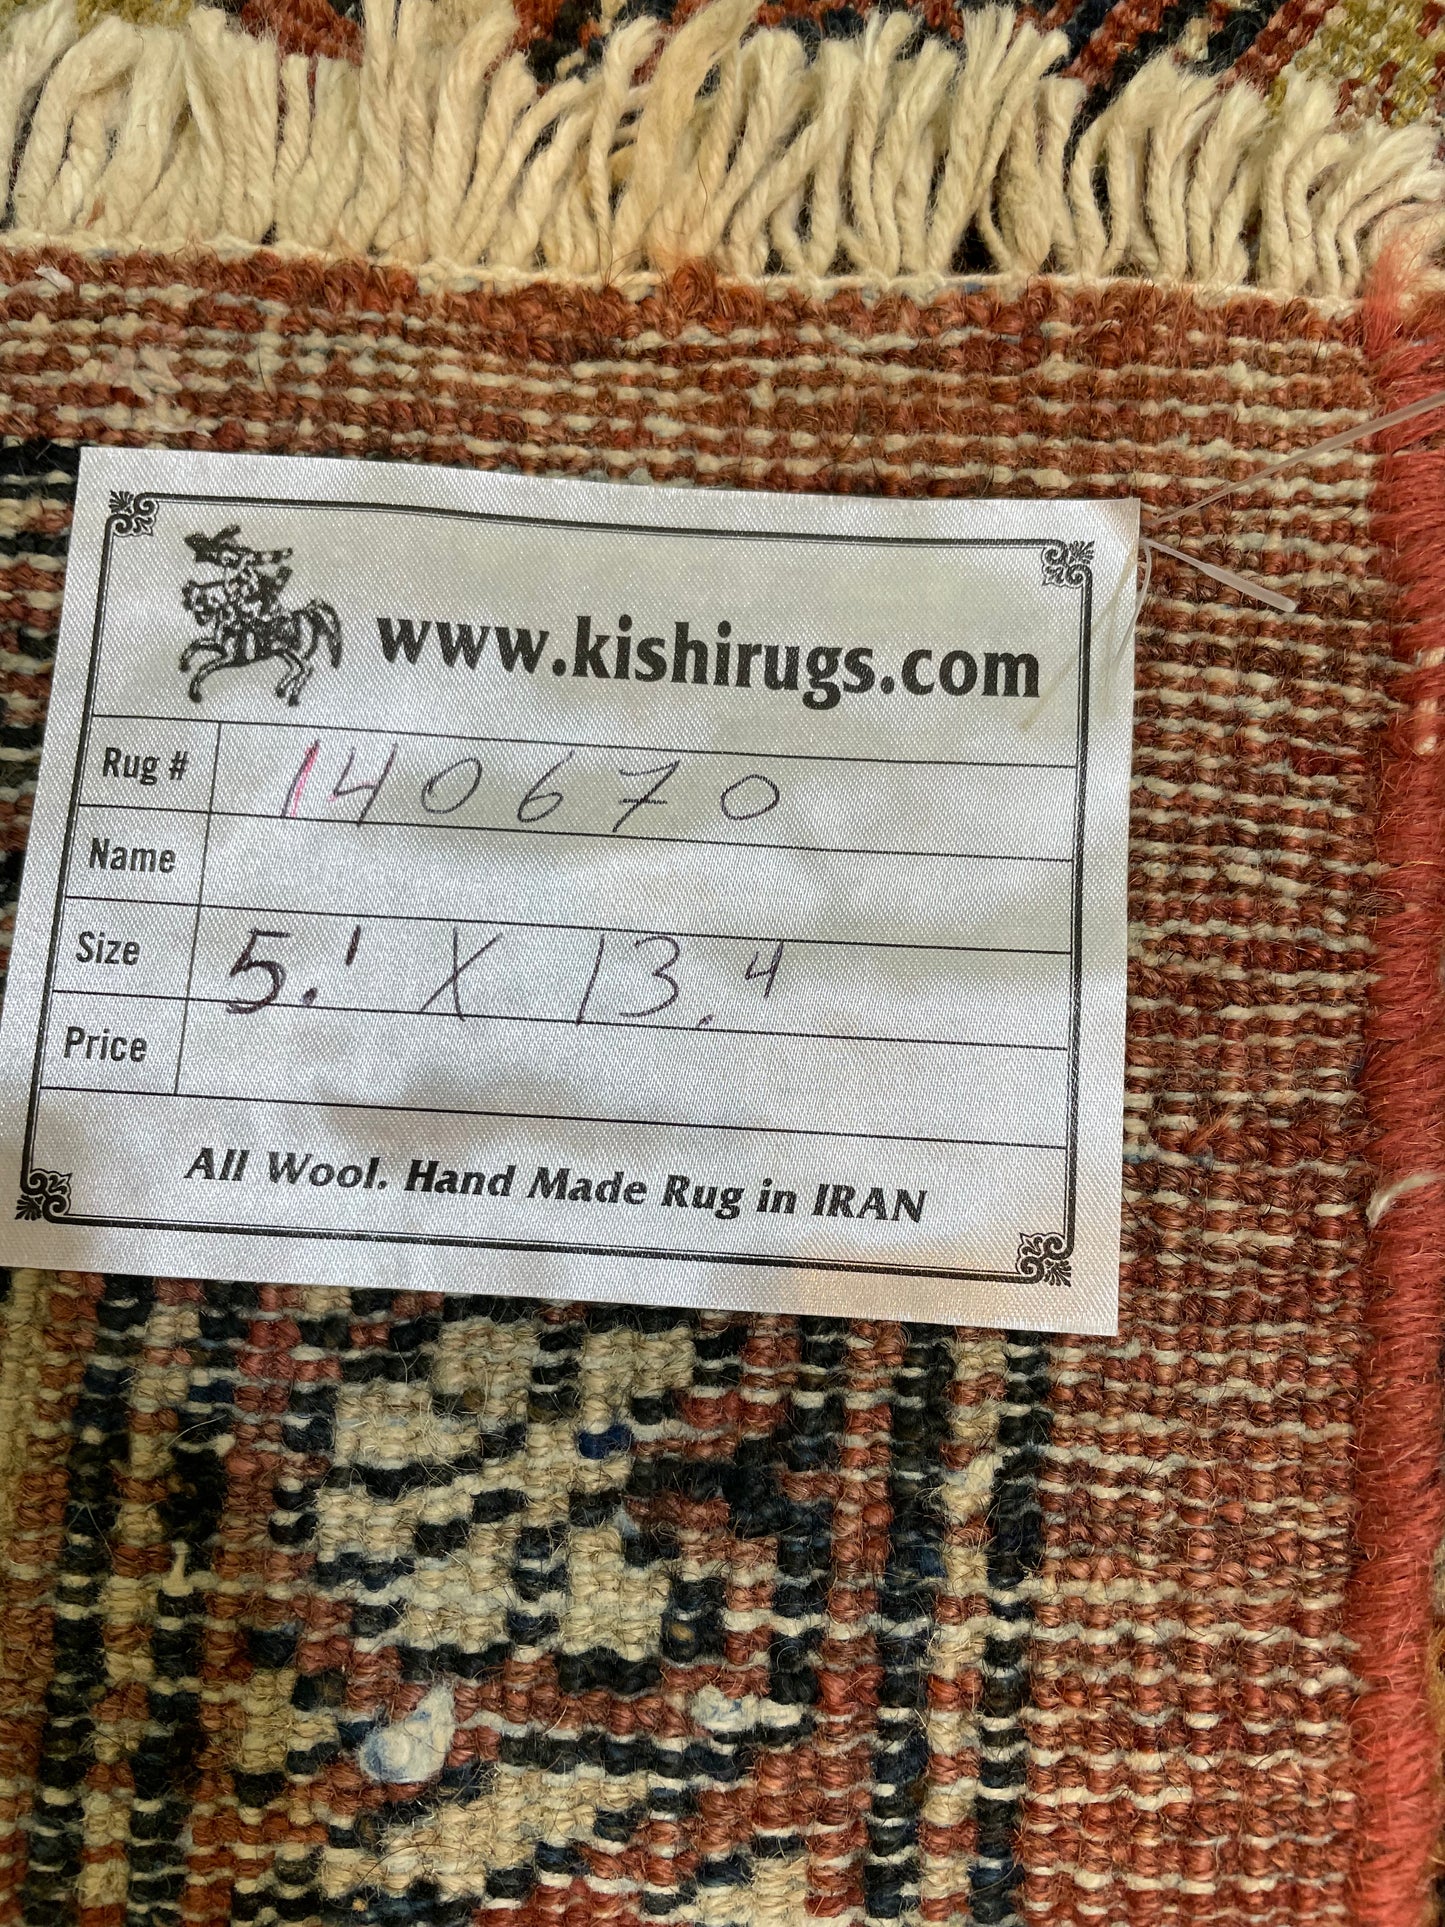 www.kishirugs.com
Rug # 140670
Name
Size 5.' X 13.4
Price
All Wool. Hand Made Rug in IRAN